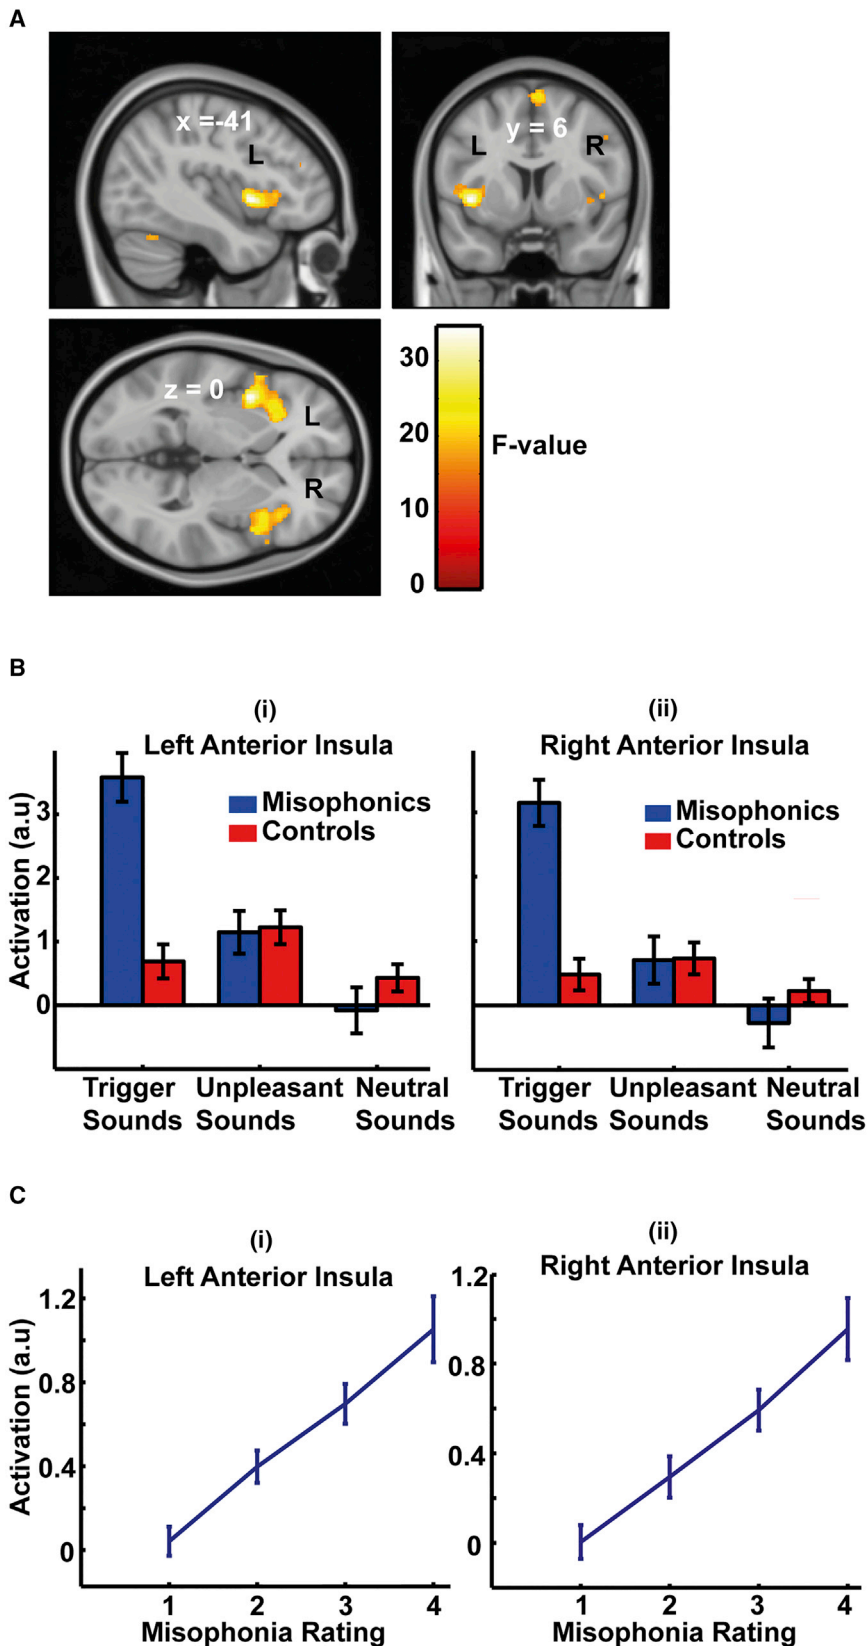 A
x =-41
L
y = 6
L
R
z = 0
L
R
30
20
10
0
F-value
B
(i)
Left Anterior Insula
Misophonics
Controls
Activation (a.u)
3
2
1
0
Trigger
Sounds
Unpleasant
Sounds
Neutral
Sounds
(ii)
Right Anterior Insula
Misophonics
Controls
Trigger
Sounds
Unpleasant
Sounds
Neutral
Sounds
C
(i)
Left Anterior Insula
Activation (a.u)
1.2
0.8
0.4
0
1 2 3 4
Misophonia Rating
(ii)
Right Anterior Insula
1.2
0.8
0.4
0
1 2 3 4
Misophonia Rating